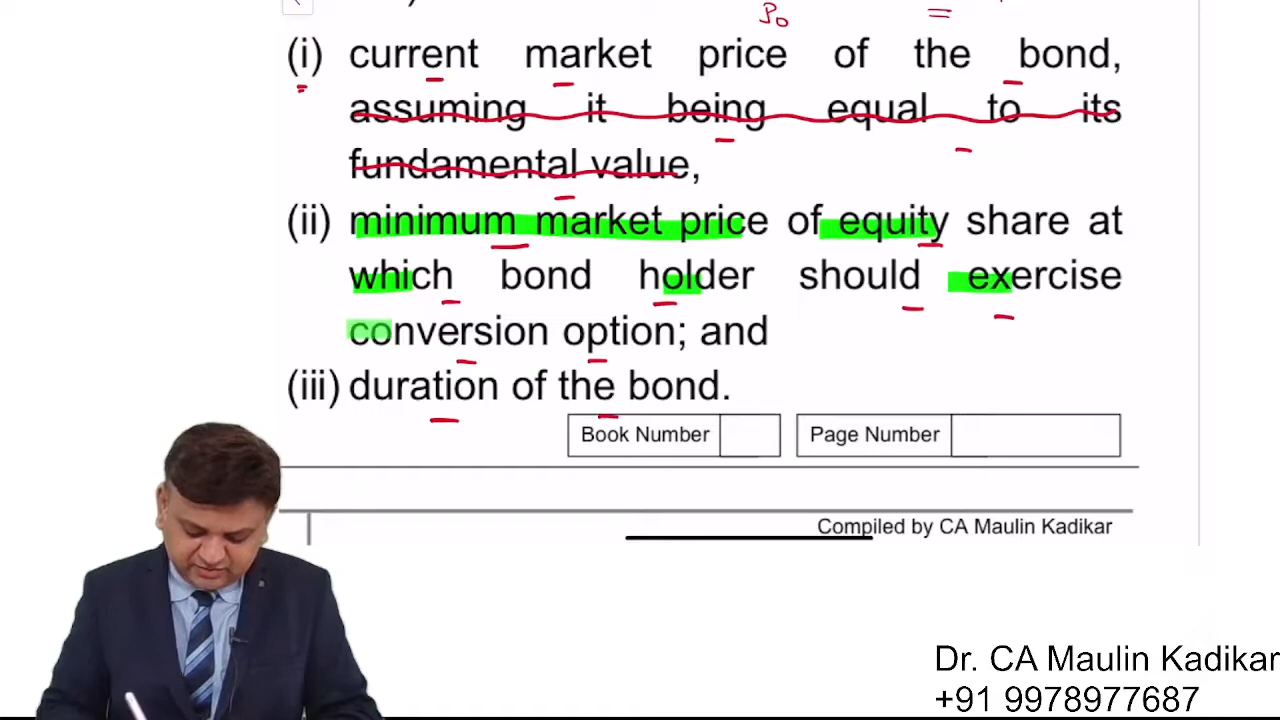 P₀
(i) current market price of the bond,
assuming it being equal to its
fundamental value,
(ii) minimum market price of equity share at
which bond holder should exercise
conversion option; and
(iii) duration of the bond.
Book Number Page Number
Compiled by CA Maulin Kadikar
Dr. CA Maulin Kadikar
+91 9978977687